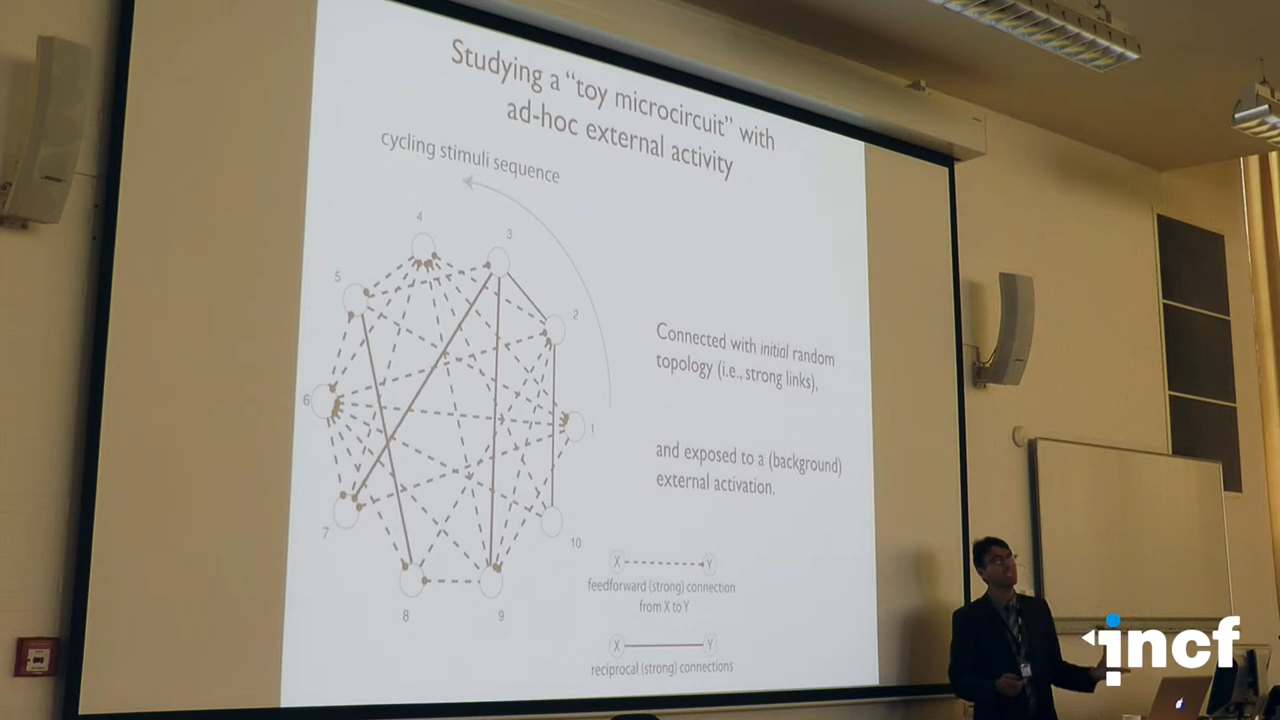 Studying a “toy microcircuit” with
ad-hoc external activity
cycling stimuli sequence
4
3
5
2
6
1
7
10
8
9
Connected with initial random
topology (i.e., strong links),
and exposed to a (background)
external activation.
X Y
feedforward (strong) connection
from X to Y
X Y
reciprocal (strong) connections
incf